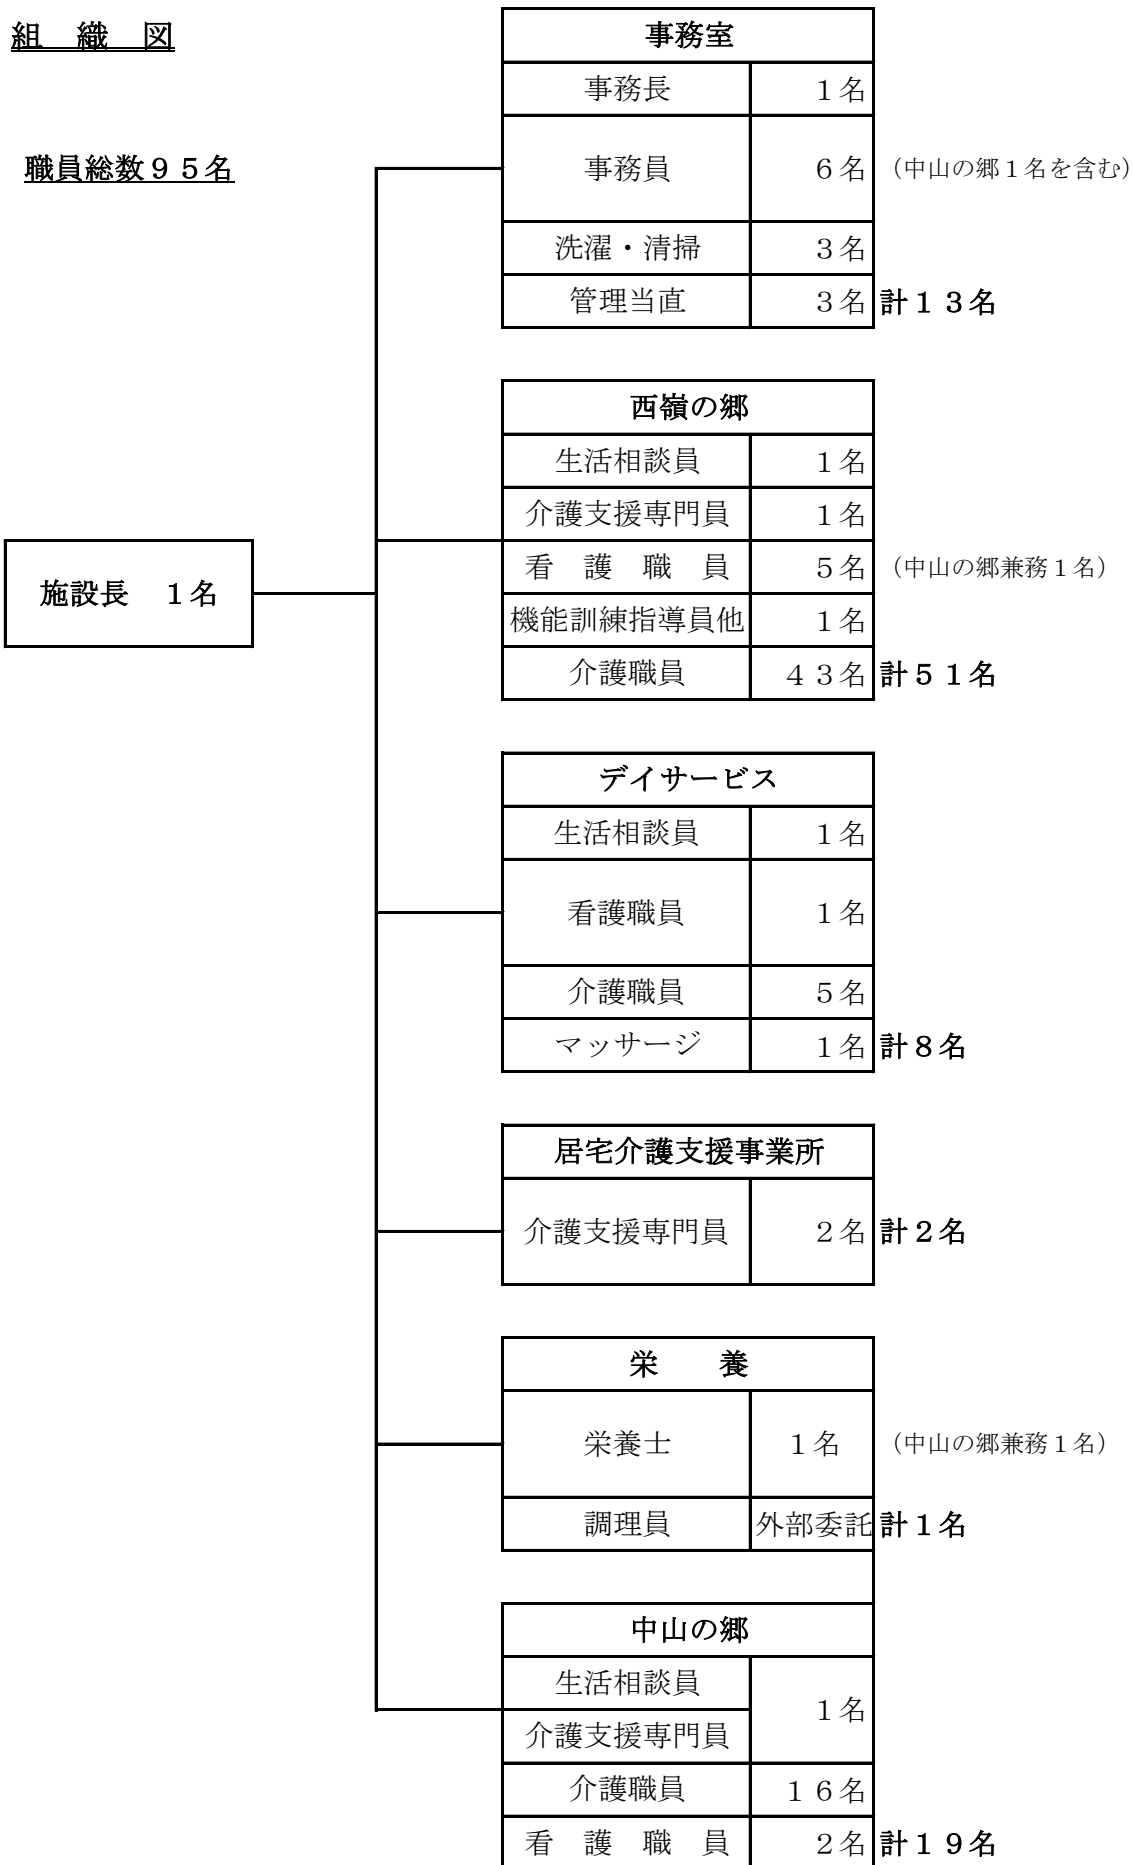 組　織　図
職員総数９５名
施設長　１名
事務室
事務長 １名
事務員 ６名 （中山の郷１名を含む）
洗濯・清掃 ３名
管理当直 ３名 計１３名
西嶺の郷
生活相談員 １名
介護支援専門員 １名
看　護　職　員 ５名 （中山の郷兼務１名）
機能訓練指導員他 １名
介護職員 ４３名 計５１名
デイサービス
生活相談員 １名
看護職員 １名
介護職員 ５名
マッサージ １名 計８名
居宅介護支援事業所
介護支援専門員 ２名 計２名
栄　　養
栄養士 １名 （中山の郷兼務１名）
調理員 外部委託 計１名
中山の郷
生活相談員
１名
介護支援専門員
介護職員 １６名
看　護　職　員 ２名 計１９名